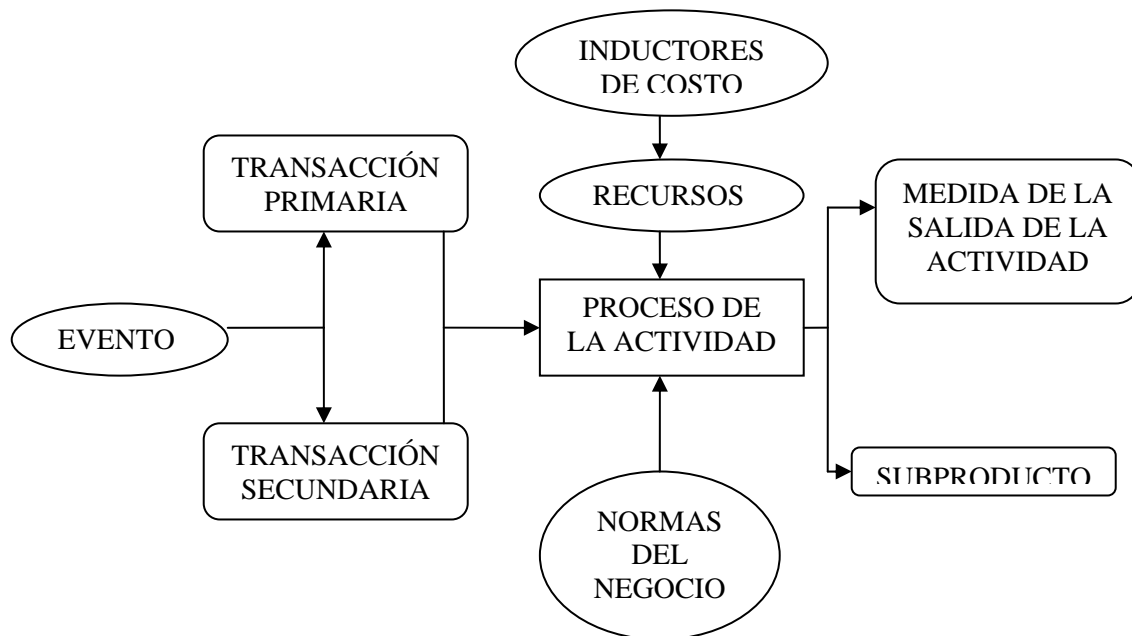 INDUCTORES
DE COSTO
TRANSACCIÓN
PRIMARIA
RECURSOS
MEDIDA DE LA
SALIDA DE LA
ACTIVIDAD
EVENTO
PROCESO DE
LA ACTIVIDAD
TRANSACCIÓN
SECUNDARIA
SUBPRODUCTO
NORMAS
DEL
NEGOCIO